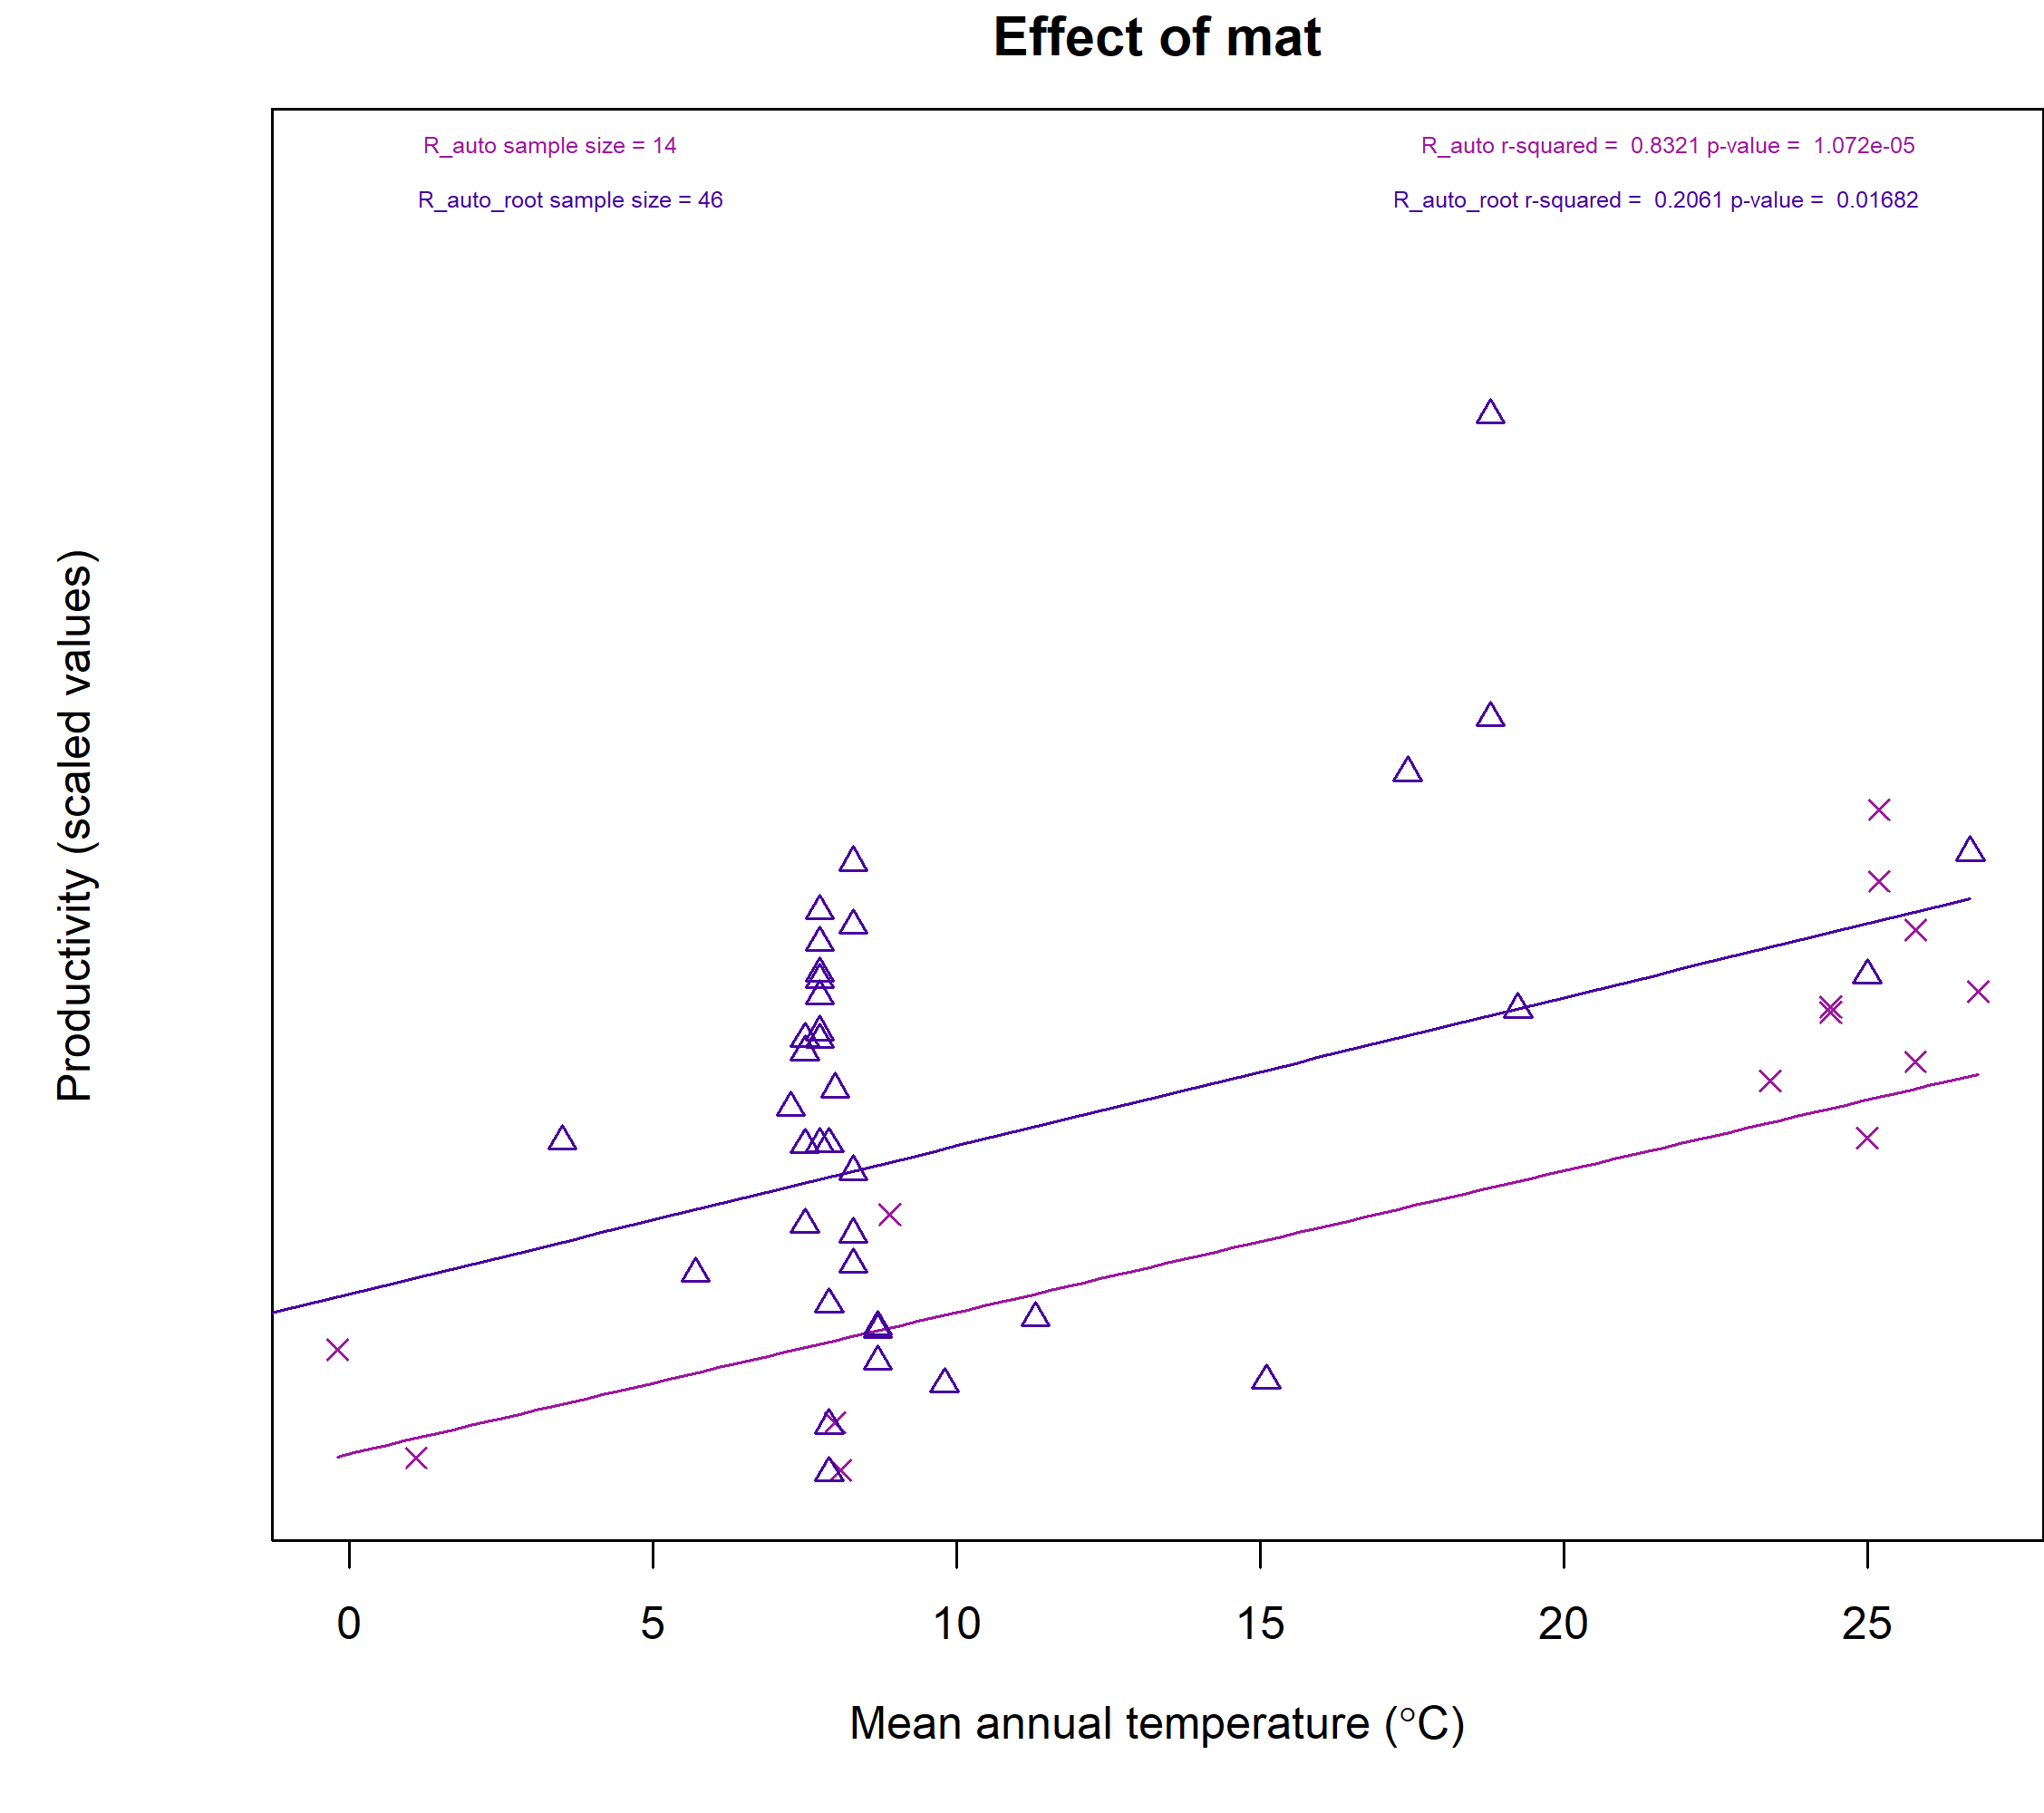 Effect of mat
R_auto sample size = 14
R_auto r-squared =  0.8321 p-value =  1.072e-05
R_auto_root sample size = 46
R_auto_root r-squared =  0.2061 p-value =  0.01682
Productivity (scaled values)
0 5 10 15 20 25
Mean annual temperature (°C)